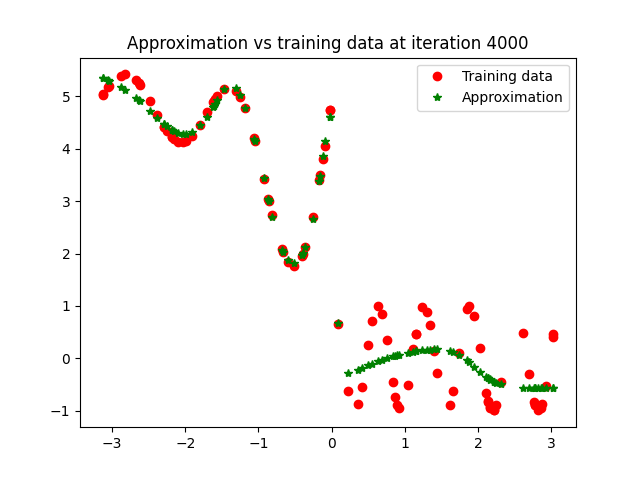 Approximation vs training data at iteration 4000
Training data
Approximation
5
4
3
2
1
0
−1
−3 −2 −1 0 1 2 3